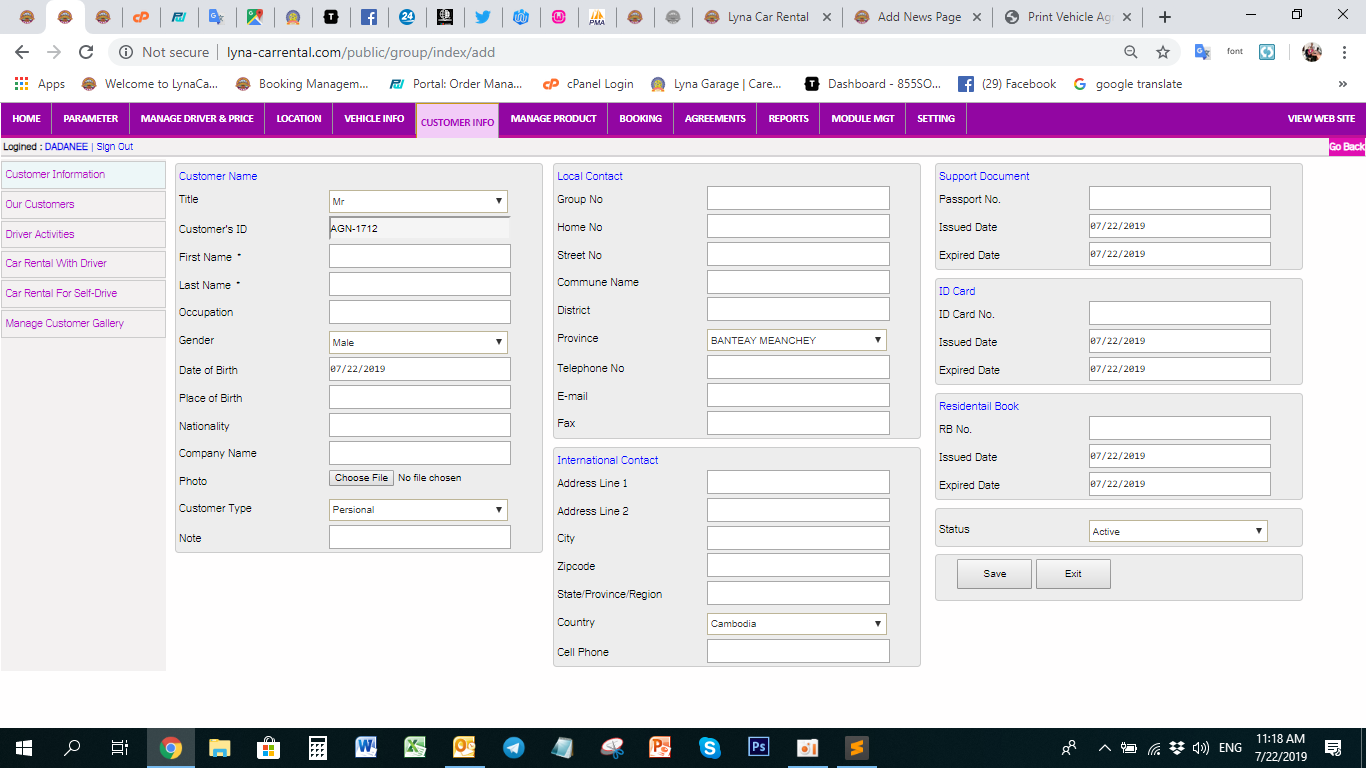 Lyna Car Rental
Add News Page
Print Vehicle Ag
Not secure
lyna-carrental.com/public/group/index/add
font
Apps
Welcome to LynaCa...
Booking Managem...
Portal: Order Mana...
cPanel Login
Lyna Garage | Care...
Dashboard - 855SO...
(29) Facebook
google translate
HOME
PARAMETER
MANAGE DRIVER & PRICE
LOCATION
VEHICLE INFO
CUSTOMER INFO
MANAGE PRODUCT
BOOKING
AGREEMENTS
REPORTS
MODULE MGT
SETTING
VIEW WEB SITE
Logined : DADANEE | Sign Out
Go Back
Customer Information
Our Customers
Driver Activities
Car Rental With Driver
Car Rental For Self-Drive
Manage Customer Gallery
Customer Name
Title Mr
Customer's ID AGN-1712
First Name *
Last Name *
Occupation
Gender Male
Date of Birth 07/22/2019
Place of Birth
Nationality
Company Name
Photo Choose File No file chosen
Customer Type Persional
Note
Local Contact
Group No
Home No
Street No
Commune Name
District
Province BANTEAY MEANCHEY
Telephone No
E-mail
Fax
International Contact
Address Line 1
Address Line 2
City
Zipcode
State/Province/Region
Country Cambodia
Cell Phone
Support Document
Passport No.
Issued Date 07/22/2019
Expired Date 07/22/2019
ID Card
ID Card No.
Issued Date 07/22/2019
Expired Date 07/22/2019
Residentail Book
RB No.
Issued Date 07/22/2019
Expired Date 07/22/2019
Status Active
Save Exit
ENG
11:18 AM
7/22/2019